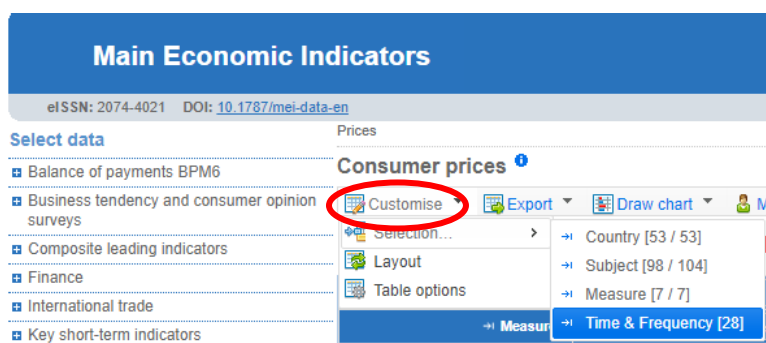 Main Economic Indicators
eISSN: 2074-4021 DOI: 10.1787/mei-data-en
Select data
Balance of payments BPM6
Business tendency and consumer opinion
surveys
Composite leading indicators
Finance
International trade
Key short-term indicators
Prices
Consumer prices
Customise Export Draw chart M
Selection...
Layout
Table options
Country [53 / 53]
Subject [98 / 104]
Measure [7 / 7]
Time & Frequency [28]
Measur